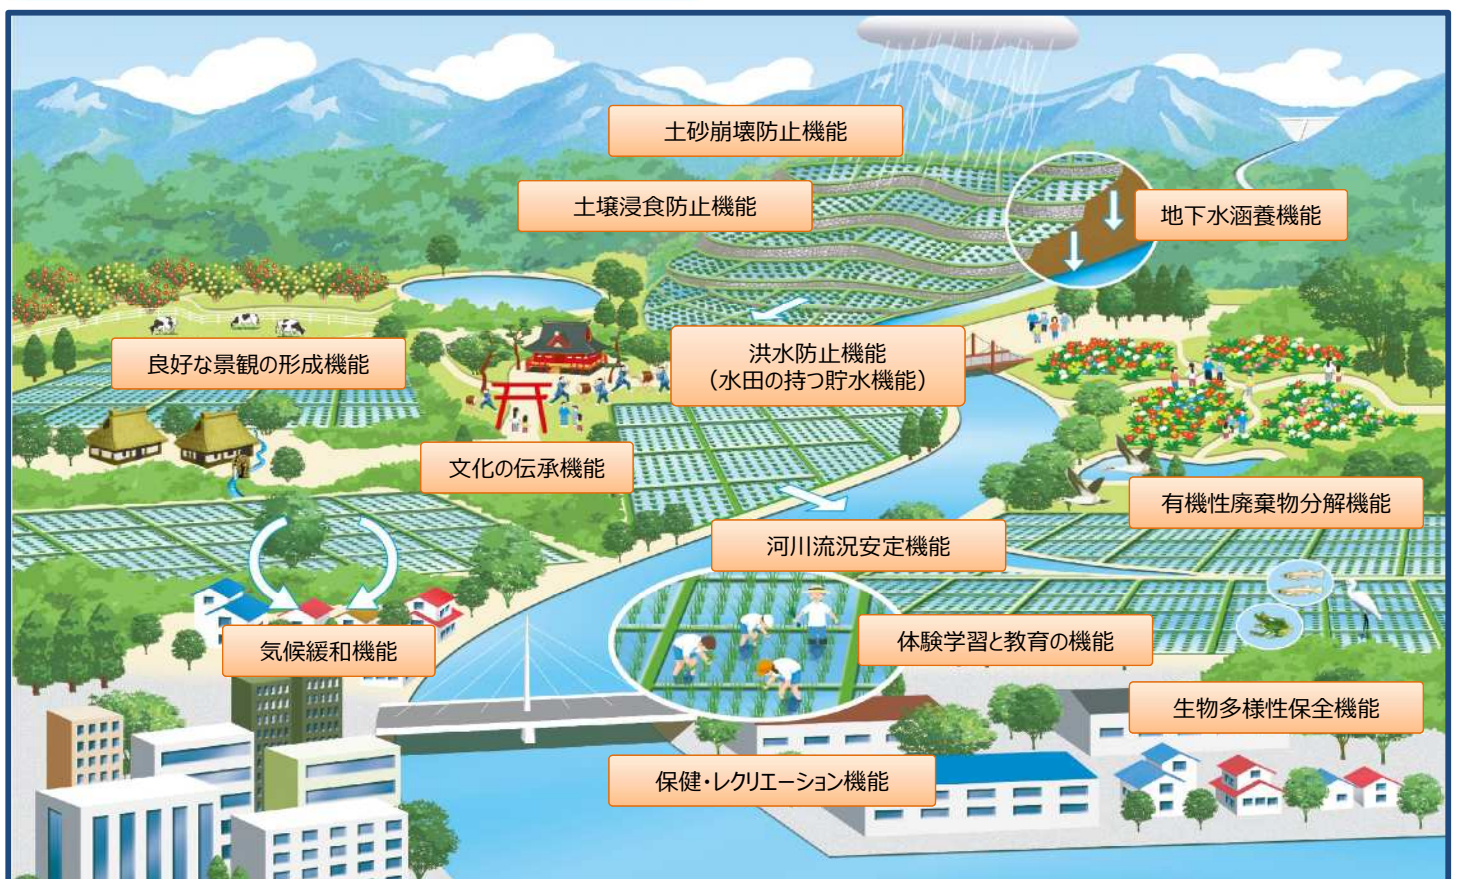 土砂崩壊防止機能
土壌浸食防止機能
地下水涵養機能
良好な景観の形成機能
洪水防止機能
（水田の持つ貯水機能）
文化の伝承機能
有機性廃棄物分解機能
河川流況安定機能
気候緩和機能
体験学習と教育の機能
生物多様性保全機能
保健・レクリエーション機能